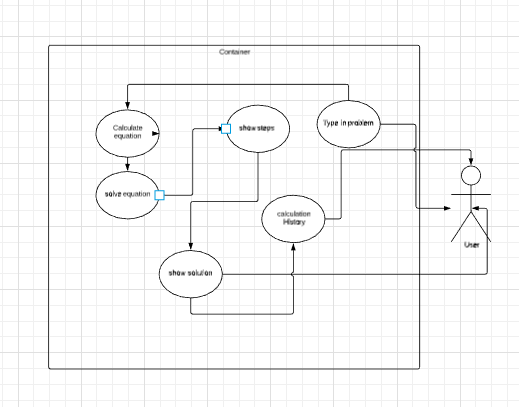 Container
Calculate
equation
show steps
Type in problem
solve equation
calculation
History
User
show solution